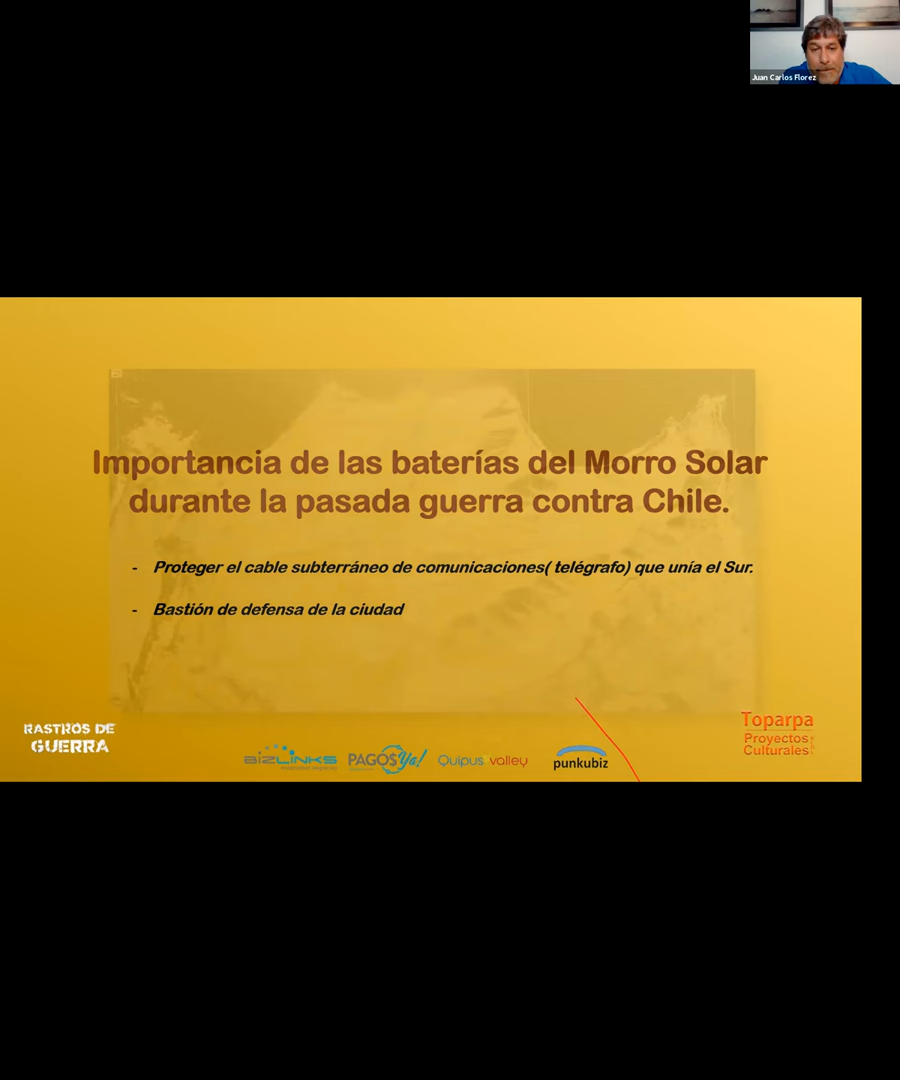 Juan Carlos Florez
Importancia de las baterías del Morro Solar
durante la pasada guerra contra Chile.
- Proteger el cable subterráneo de comunicaciones( telégrafo) que unía el Sur.
- Bastión de defensa de la ciudad
RASTROS DE
GUERRA
BIZLINKS
PAGOS Ya!
Quipus valley
punkubiz
Toparpa
Proyectos
Culturales